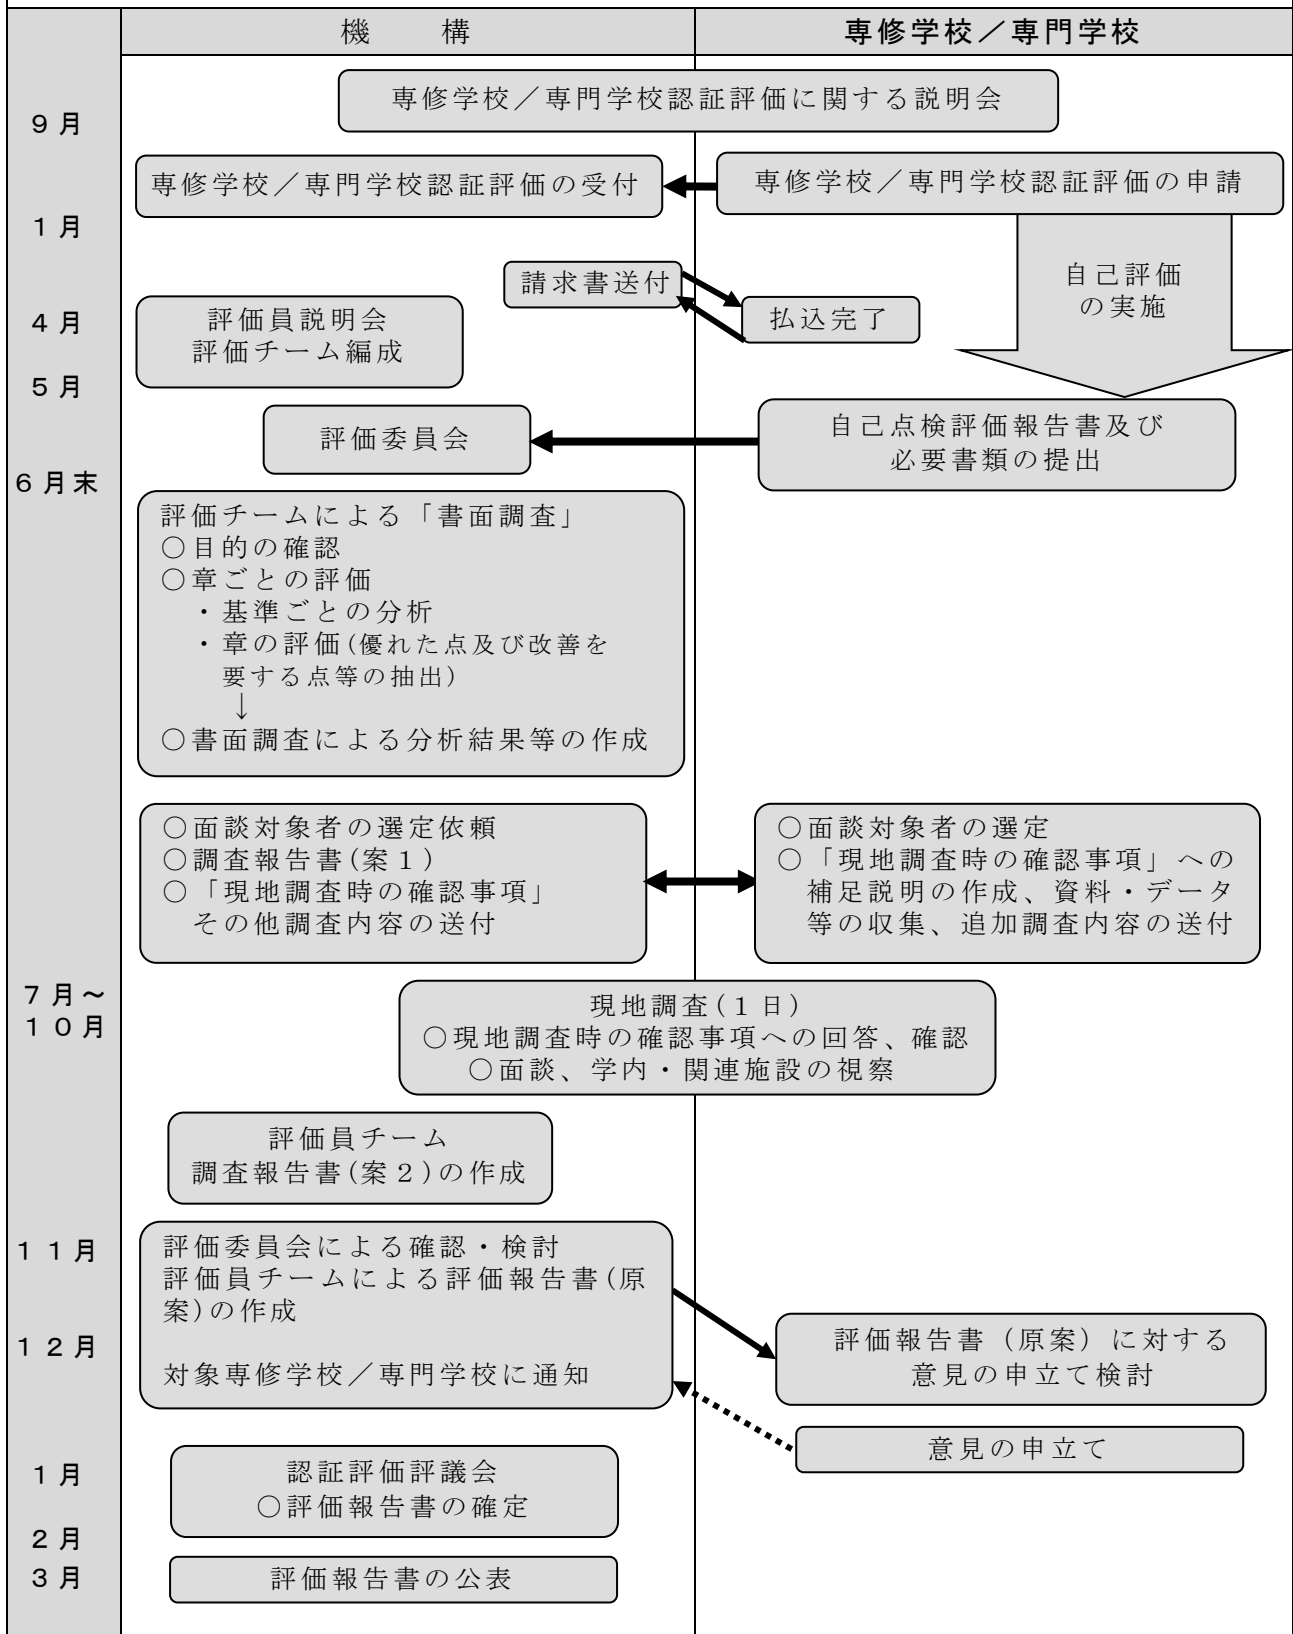 機　　構
専修学校／専門学校
専修学校／専門学校認証評価に関する説明会
９月
専修学校／専門学校認証評価の受付
専修学校／専門学校認証評価の申請
１月
請求書送付
払込完了
自己評価
の実施
４月
評価員説明会
評価チーム編成
５月
評価委員会
自己点検評価報告書及び
必要書類の提出
６月末
評価チームによる「書面調査」
○目的の確認
○章ごとの評価
・基準ごとの分析
・章の評価(優れた点及び改善を
要する点等の抽出)
↓
○書面調査による分析結果等の作成
○面談対象者の選定依頼
○調査報告書(案１)
○「現地調査時の確認事項」
その他調査内容の送付
○面談対象者の選定
○「現地調査時の確認事項」への
補足説明の作成、資料・データ
等の収集、追加調査内容の送付
７月～
１０月
現地調査(１日)
○現地調査時の確認事項への回答、確認
○面談、学内・関連施設の視察
評価員チーム
調査報告書(案２)の作成
１１月
評価委員会による確認・検討
評価員チームによる評価報告書(原
案)の作成
対象専修学校／専門学校に通知
１２月
評価報告書（原案）に対する
意見の申立て検討
意見の申立て
１月
認証評価評議会
○評価報告書の確定
２月
３月
評価報告書の公表